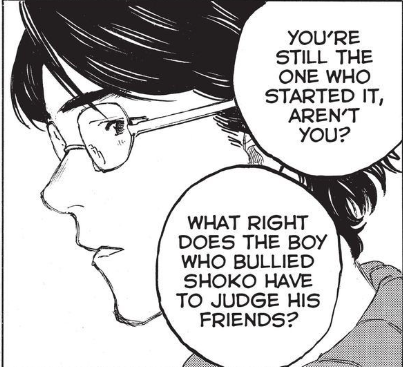 YOU'RE
STILL THE
ONE WHO
STARTED IT,
AREN'T
YOU?
WHAT RIGHT
DOES THE BOY
WHO BULLIED
SHOKO HAVE
TO JUDGE HIS
FRIENDS?